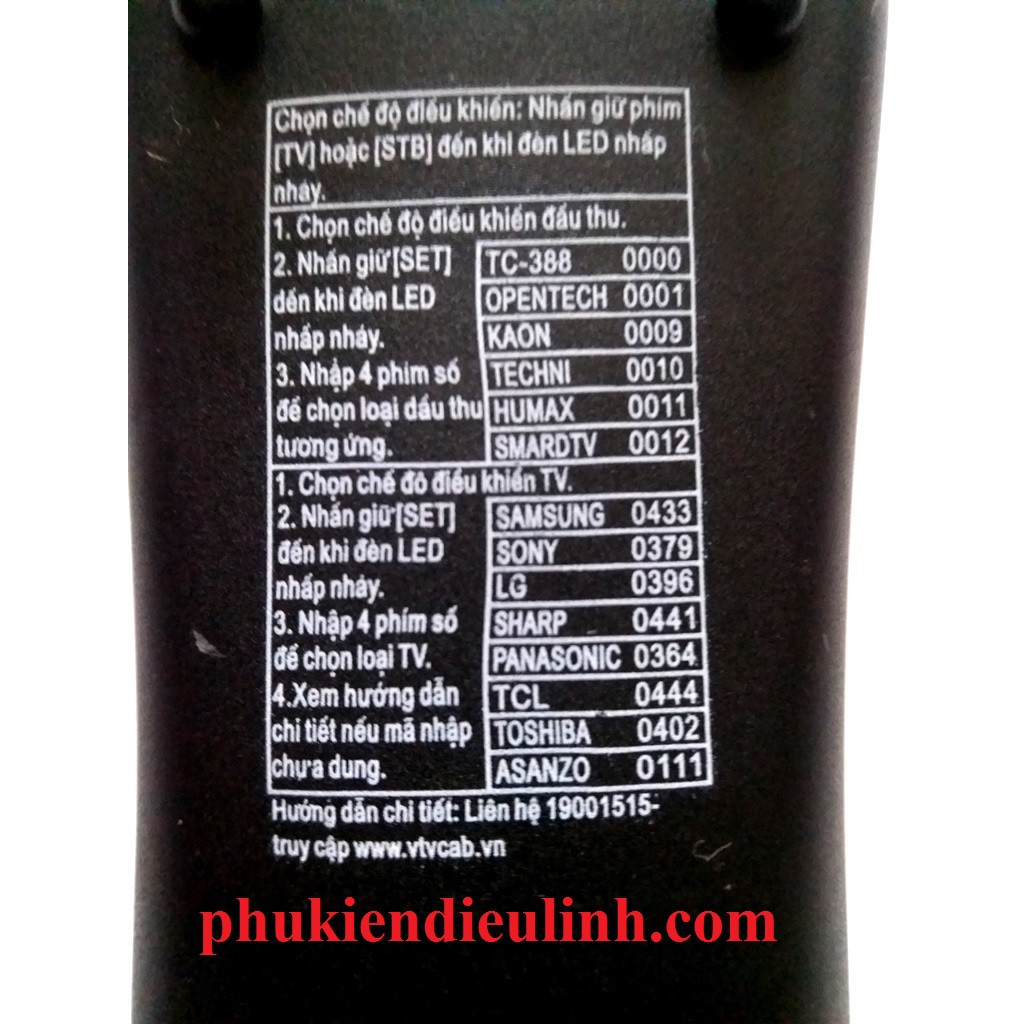 Chọn chế độ điều khiển: Nhấn giữ phím
[TV] hoặc [STB] đến khi đèn LED nhấp
nháy.
1. Chọn chế độ điều khiển đầu thu.
2. Nhấn giữ[SET]
đến khi đèn LED
nhấp nháy.
3. Nhập 4 phím số
để chọn loại đầu thu
tương ứng.
TC-388 0000
OPENTECH 0001
KAON 0009
TECHNI 0010
HUMAX 0011
SMARDTV 0012
1. Chọn chế đô điều khiển TV.
2. Nhấn giữ[SET]
đến khi đèn LED
nhấp nháy.
3. Nhập 4 phím số
để chọn loại TV.
4.Xem hướng dẫn
chi tiết nếu mã nhập
chưa dung.
SAMSUNG 0433
SONY 0379
LG 0396
SHARP 0441
PANASONIC 0364
TCL 0444
TOSHIBA 0402
ASANZO 0111
Hướng dẫn chi tiết: Liên hệ 19001515-
truy cập www.vtvcab.vn
phukiendieulinh.com